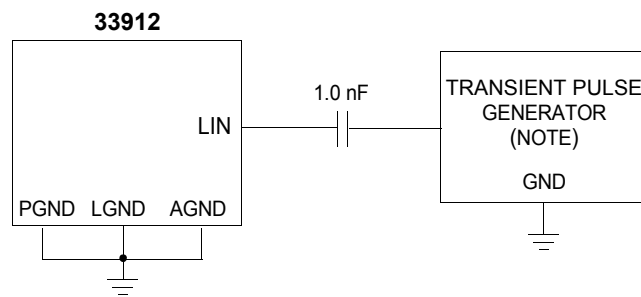 33912
1.0 nF
LIN
TRANSIENT PULSE
GENERATOR
(NOTE)
GND
PGND LGND AGND